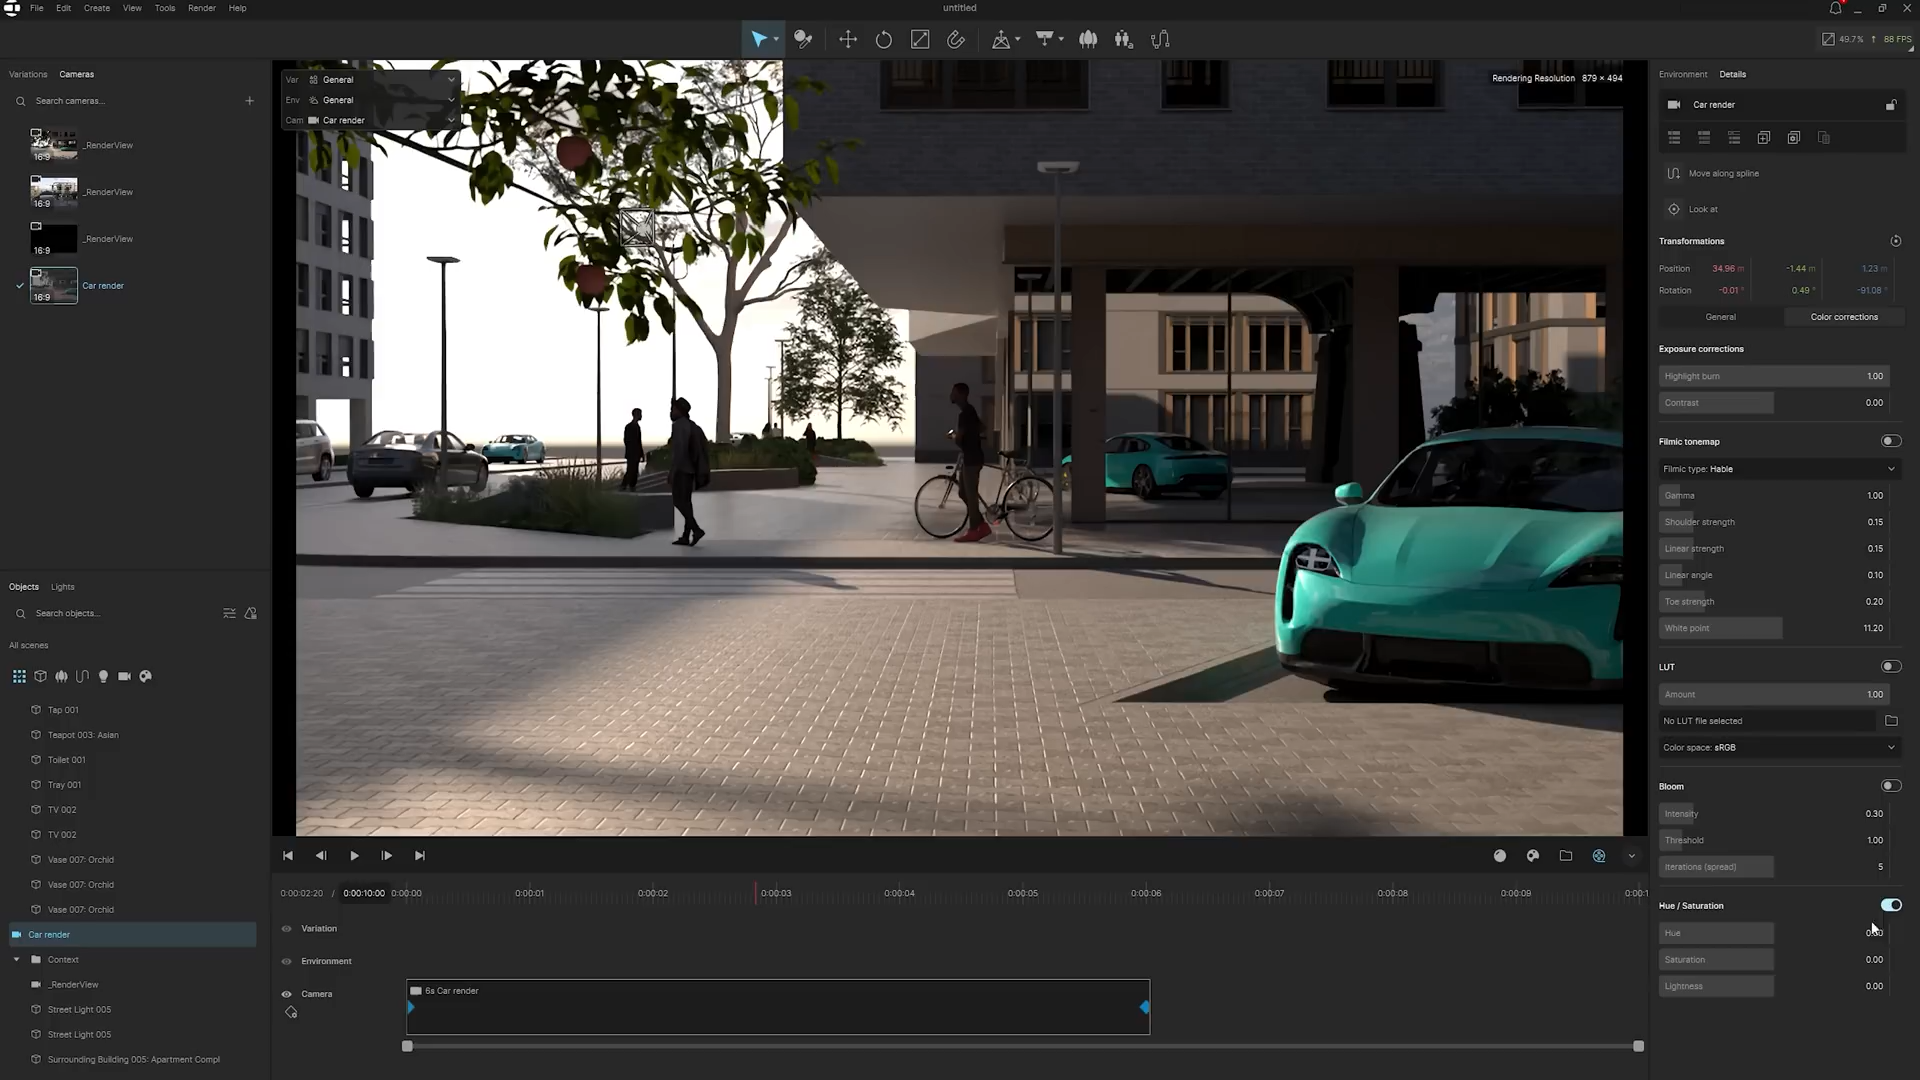 File Edit Create View Tools Render Help
untitled
49.7% 88 FPS
Variations Cameras
Search cameras...
16:9 _RenderView
16:9 _RenderView
16:9 _RenderView
16:9 Car render
Var General
Env General
Cam Car render
Rendering Resolution 879 × 494
Environment Details
Car render
Move along spline
Look at
Transformations
Position 34.96 m -1.44 m 1.23 m
Rotation -0.01 ° 0.49 ° -91.08 °
General Color corrections
Exposure corrections
Highlight burn 1.00
Contrast 0.00
Filmic tonemap
Filmic type: Hable
Gamma 1.00
Shoulder strength 0.15
Linear strength 0.15
Linear angle 0.10
Toe strength 0.20
White point 11.20
LUT
Amount 1.00
No LUT file selected
Color space: sRGB
Bloom
Intensity 0.30
Threshold 1.00
Iterations (spread) 5
Hue / Saturation
Hue
Saturation 0.00
Lightness 0.00
Objects Lights
Search objects...
All scenes
Tap 001
Teapot 003: Asian
Toilet 001
Tray 001
TV 002
TV 002
Vase 007: Orchid
Vase 007: Orchid
Vase 007: Orchid
Car render
Context
_RenderView
Street Light 005
Street Light 005
Surrounding Building 005: Apartment Compl
0:00:02:20 / 0:00:10:00 0:00:00 0:00:01 0:00:02 0:00:03 0:00:04 0:00:05 0:00:06 0:00:07 0:00:08 0:00:09 0:00:1
Variation
Environment
Camera
6s Car render